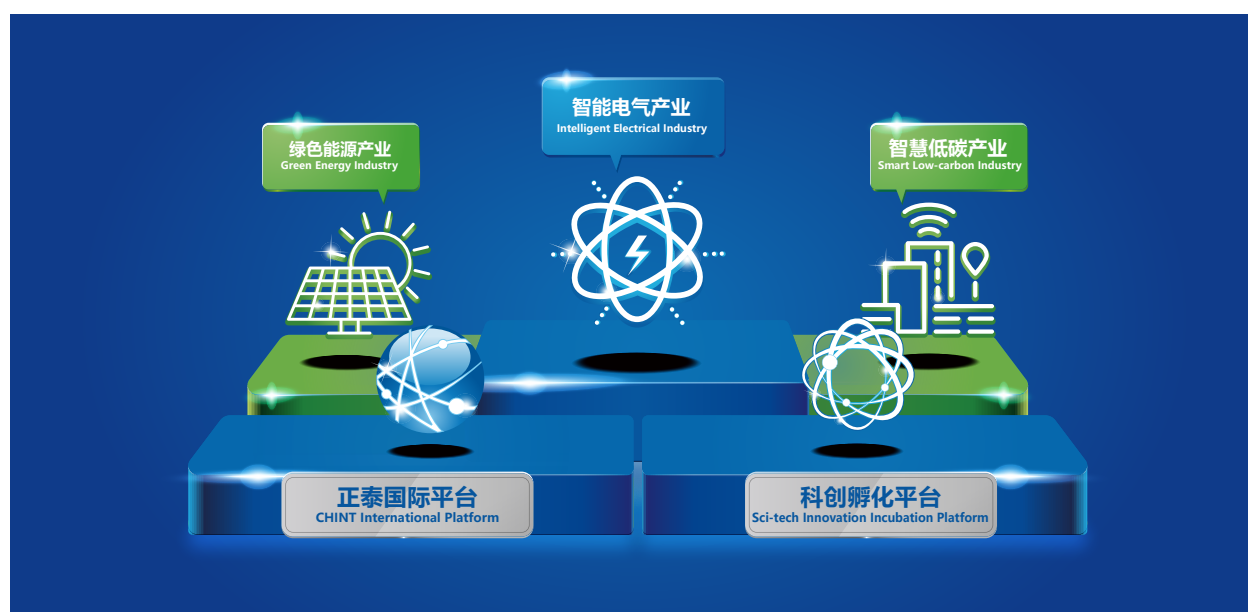 智能电气产业
Intelligent Electrical Industry
绿色能源产业
Green Energy Industry
智慧低碳产业
Smart Low-carbon Industry
正泰国际平台
CHINT International Platform
科创孵化平台
Sci-tech Innovation Incubation Platform